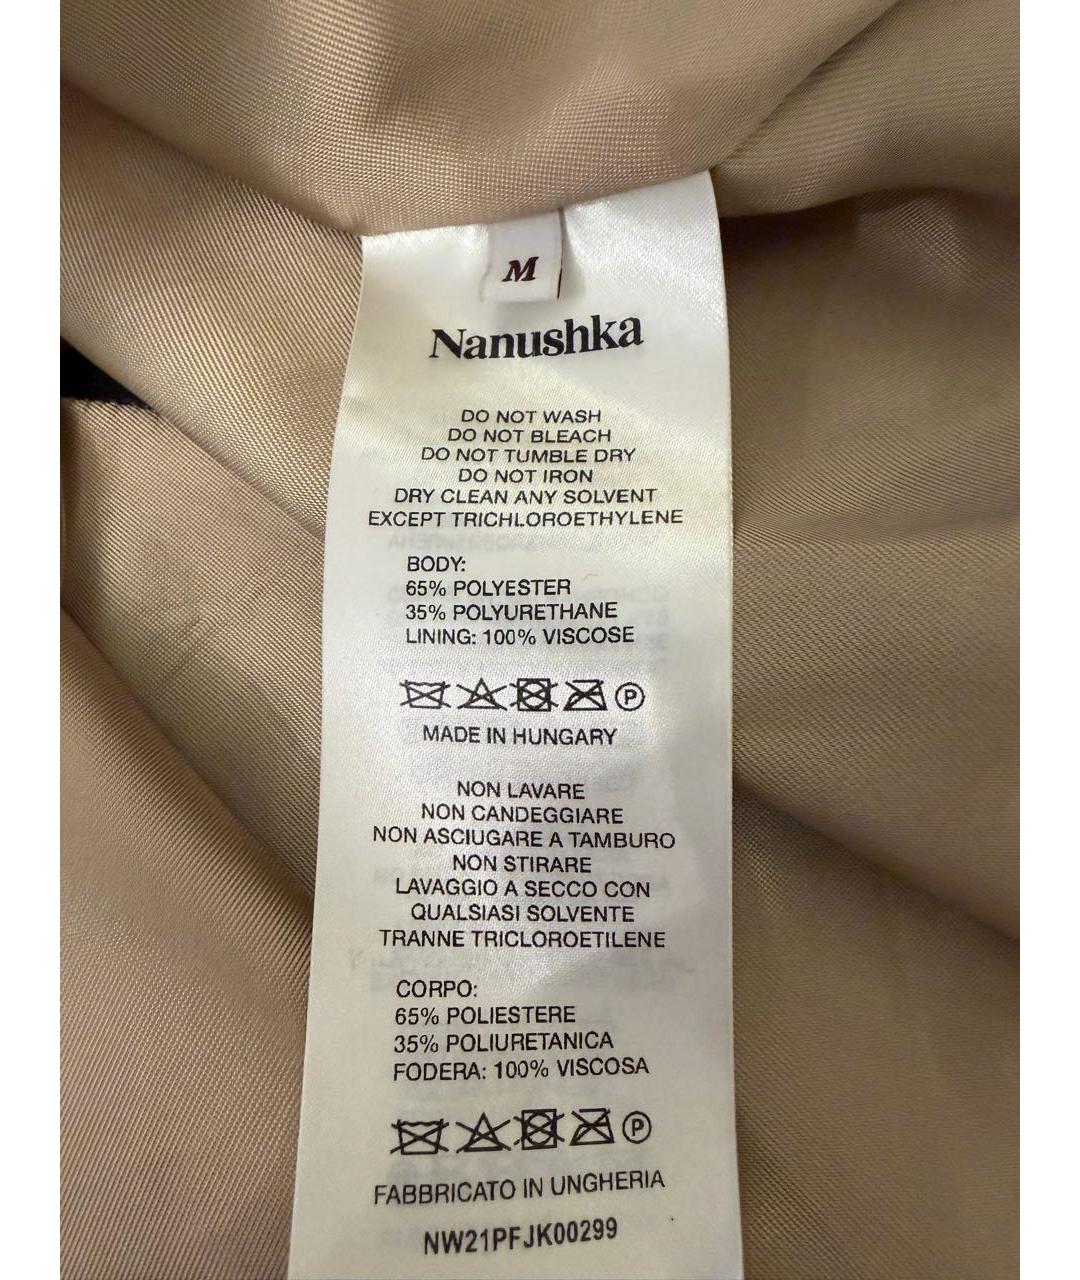 M
Nanushka
DO NOT WASH
DO NOT BLEACH
DO NOT TUMBLE DRY
DO NOT IRON
DRY CLEAN ANY SOLVENT
EXCEPT TRICHLOROETHYLENE
BODY:
65% POLYESTER
35% POLYURETHANE
LINING: 100% VISCOSE
P
MADE IN HUNGARY
NON LAVARE
NON CANDEGGIARE
NON ASCIUGARE A TAMBURO
NON STIRARE
LAVAGGIO A SECCO CON
QUALSIASI SOLVENTE
TRANNE TRICLOROETILENE
CORPO:
65% POLIESTERE
35% POLIURETANICA
FODERA: 100% VISCOSA
P
FABBRICATO IN UNGHERIA
NW21PFJK00299